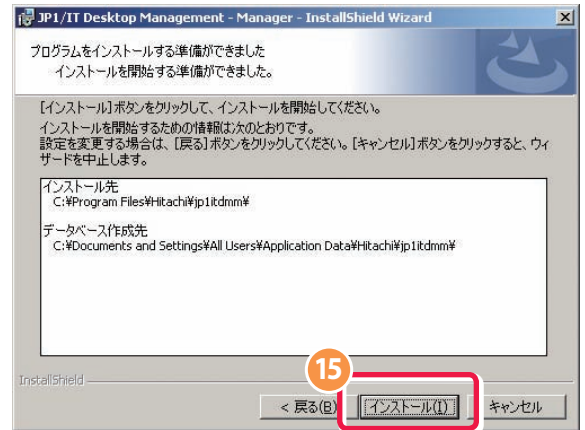 JP1/IT Desktop Management - Manager - InstallShield Wizard
プログラムをインストールする準備ができました
インストールを開始する準備ができました。
[インストール]ボタンをクリックして、インストールを開始してください。
インストールを開始するための情報は次のとおりです。
設定を変更する場合は、[戻る]ボタンをクリックしてください。[キャンセル]ボタンをクリックすると、ウィ
ザードを中止します。
インストール先
C:¥Program Files¥Hitachi¥jp1itdmm¥
データベース作成先
C:¥Documents and Settings¥All Users¥Application Data¥Hitachi¥jp1itdmm¥
15
InstallShield
< 戻る(B) インストール(I) キャンセル